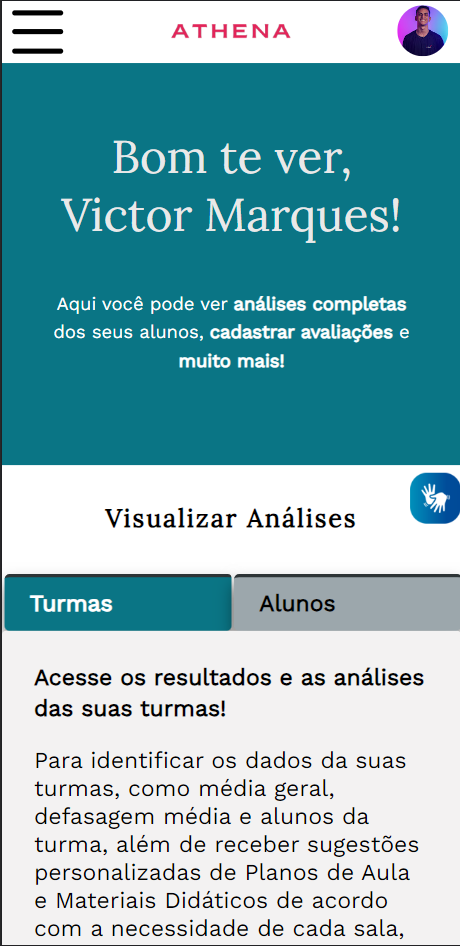 ATHENA
Bom te ver,
Victor Marques!
Aqui você pode ver análises completas
dos seus alunos, cadastrar avaliações e
muito mais!
Visualizar Análises
Turmas
Alunos
Acesse os resultados e as análises
das suas turmas!
Para identificar os dados da suas
turmas, como média geral,
defasagem média e alunos da
turma, além de receber sugestões
personalizadas de Planos de Aula
e Materiais Didáticos de acordo
com a necessidade de cada sala,